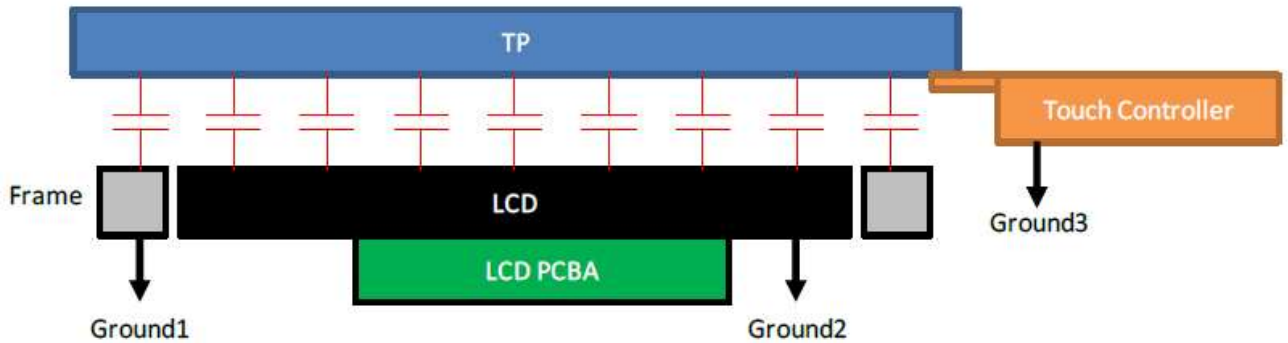 TP
Touch Controller
Frame
LCD
Ground3
LCD PCBA
Ground1
Ground2